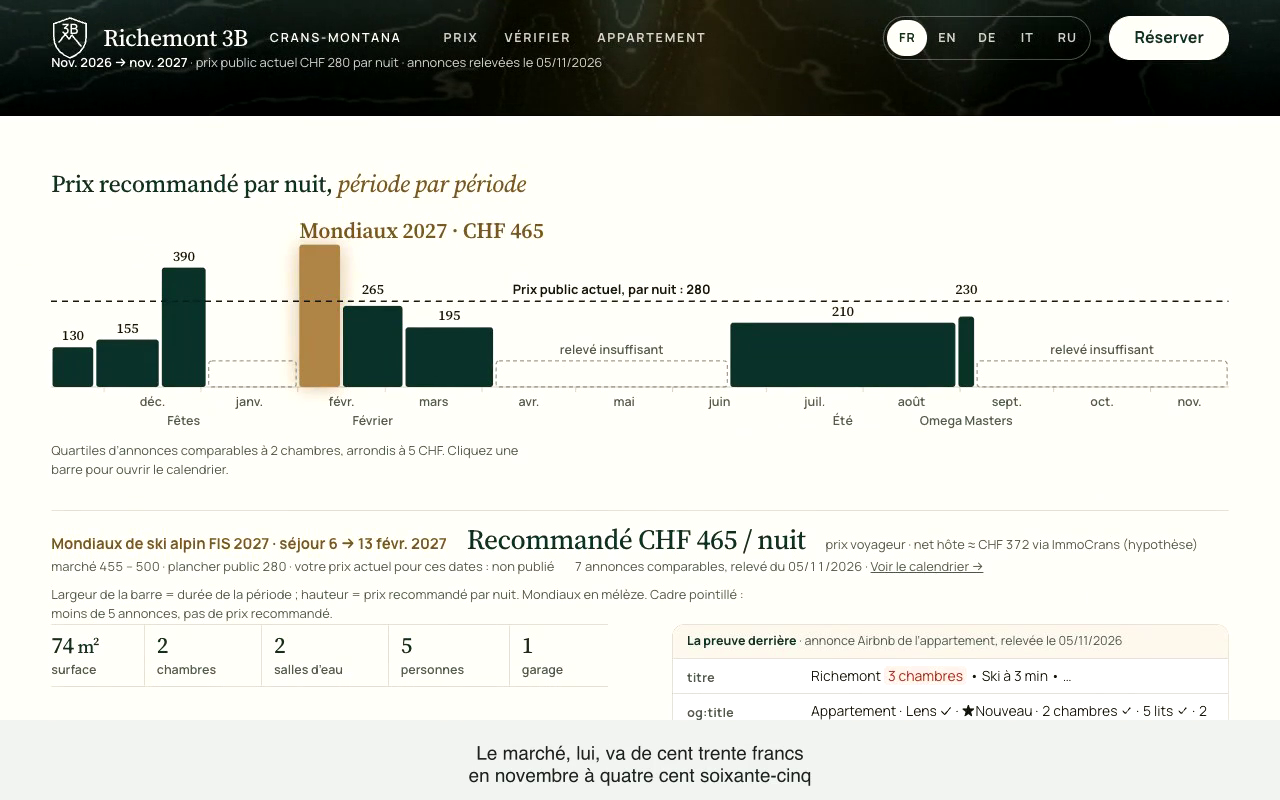 3B Richemont 3B CRANS-MONTANA PRIX VÉRIFIER APPARTEMENT FR EN DE IT RU Réserver
Nov. 2026 → nov. 2027 · prix public actuel CHF 280 par nuit · annonces relevées le 05/11/2026
Prix recommandé par nuit, période par période
Mondiaux 2027 · CHF 465
390
265
Prix public actuel, par nuit : 280
230
130
155
195
210
relevé insuffisant
relevé insuffisant
déc. janv. févr. mars avr. mai juin juil. août sept. oct. nov.
Fêtes Février Été Omega Masters
Quartiles d'annonces comparables à 2 chambres, arrondis à 5 CHF. Cliquez une
barre pour ouvrir le calendrier.
Mondiaux de ski alpin FIS 2027 · séjour 6 → 13 févr. 2027 Recommandé CHF 465 / nuit prix voyageur · net hôte ≈ CHF 372 via ImmoCrans (hypothèse)
marché 455 – 500 · plancher public 280 · votre prix actuel pour ces dates : non publié 7 annonces comparables, relevé du 05/11/2026 · Voir le calendrier →
Largeur de la barre = durée de la période ; hauteur = prix recommandé par nuit. Mondiaux en mélèze. Cadre pointillé :
moins de 5 annonces, pas de prix recommandé.
74 m² 2 2 5 1
surface chambres salles d'eau personnes garage
La preuve derrière · annonce Airbnb de l'appartement, relevée le 05/11/2026
titre Richemont 3 chambres • Ski à 3 min • …
og:title Appartement · Lens ✓ · ★Nouveau · 2 chambres ✓ · 5 lits ✓ · 2
Le marché, lui, va de cent trente francs
en novembre à quatre cent soixante-cinq